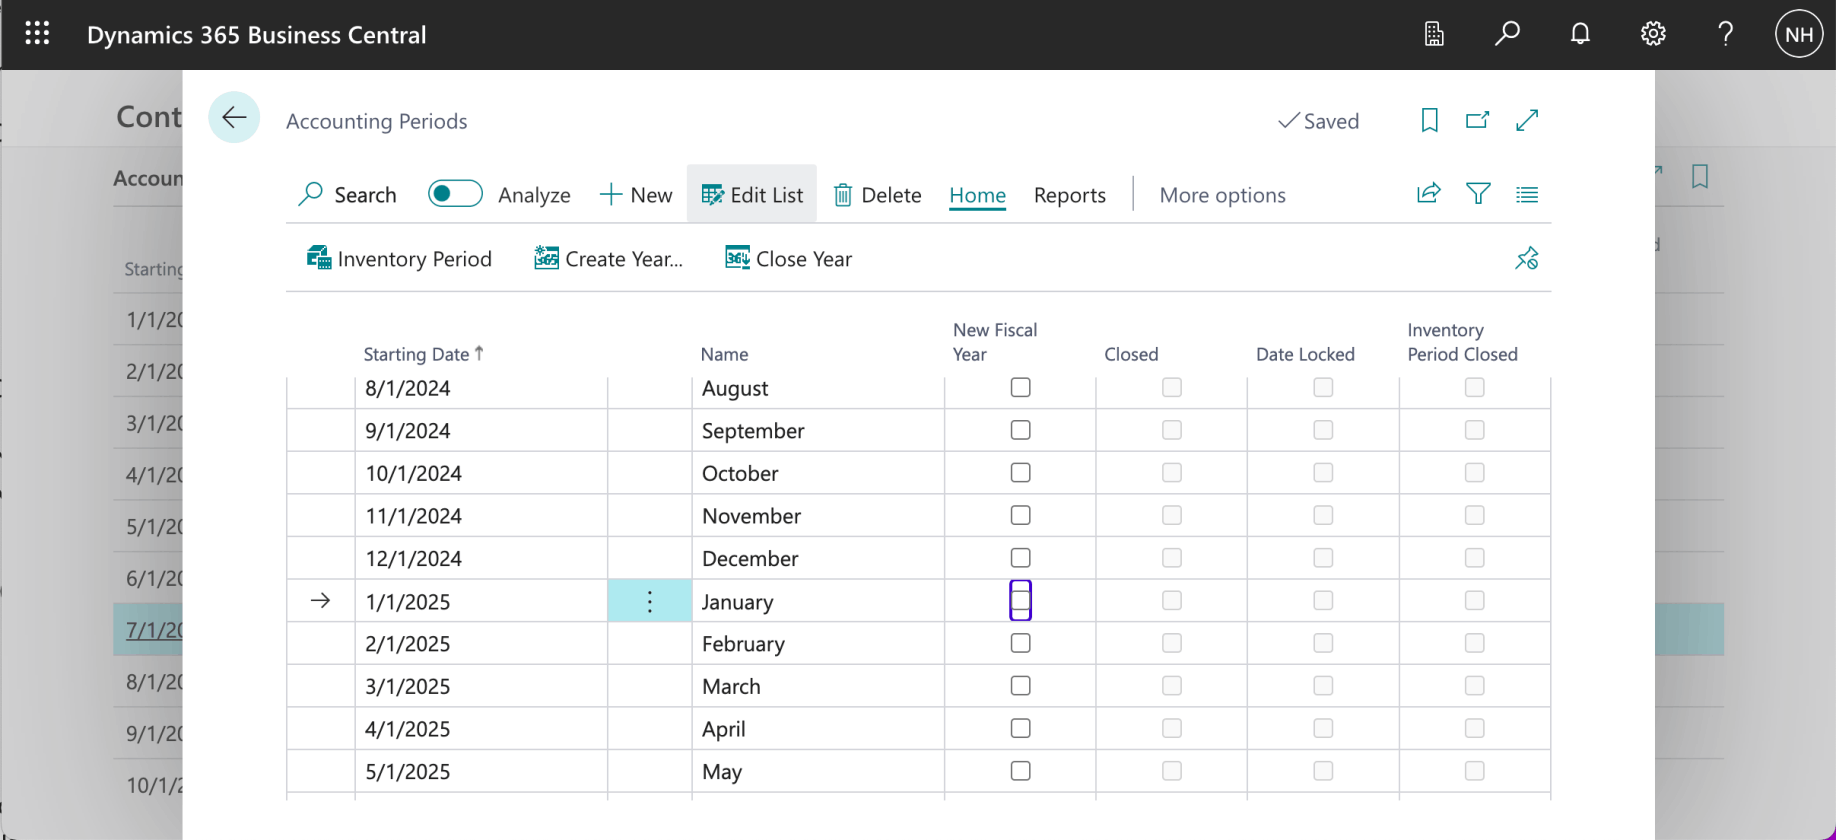 Dynamics 365 Business Central
NH
Cont
Accounting Periods
Saved
Accoun
Search Analyze New Edit List Delete Home Reports More options
Inventory Period Create Year... Close Year
Starting
Starting Date ↑ Name New Fiscal Year Closed Date Locked Inventory Period Closed
8/1/2024 August
9/1/2024 September
10/1/2024 October
11/1/2024 November
12/1/2024 December
1/1/2025 January
2/1/2025 February
3/1/2025 March
4/1/2025 April
5/1/2025 May
1/1/20
2/1/20
3/1/20
4/1/20
5/1/20
6/1/20
7/1/20
8/1/20
9/1/20
10/1/2